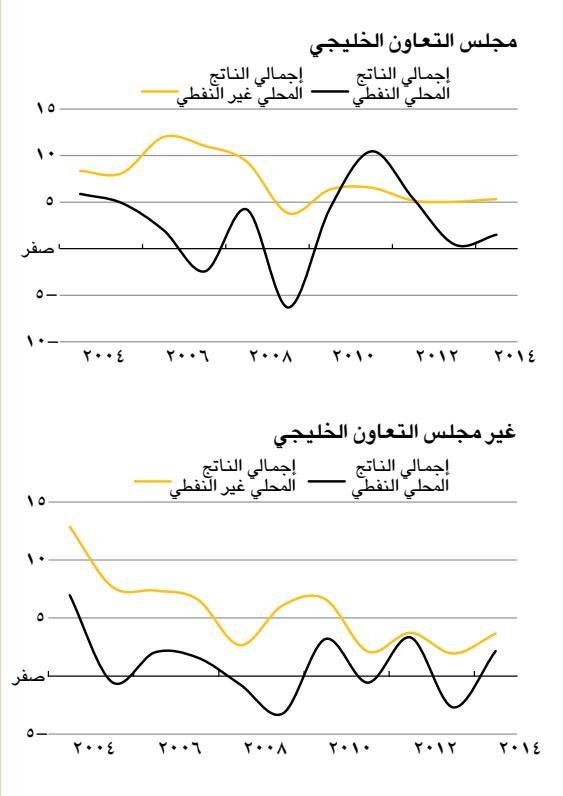 مجلس التعاون الخليجي
إجمالي الناتج المحلي النفطي
إجمالي الناتج المحلي غير النفطي
١٥
١٠
٥
صفر
٥–
١٠–
٢٠٠٤ ٢٠٠٦ ٢٠٠٨ ٢٠١٠ ٢٠١٢ ٢٠١٤
غير مجلس التعاون الخليجي
إجمالي الناتج المحلي النفطي
إجمالي الناتج المحلي غير النفطي
١٥
١٠
٥
صفر
٥–
٢٠٠٤ ٢٠٠٦ ٢٠٠٨ ٢٠١٠ ٢٠١٢ ٢٠١٤